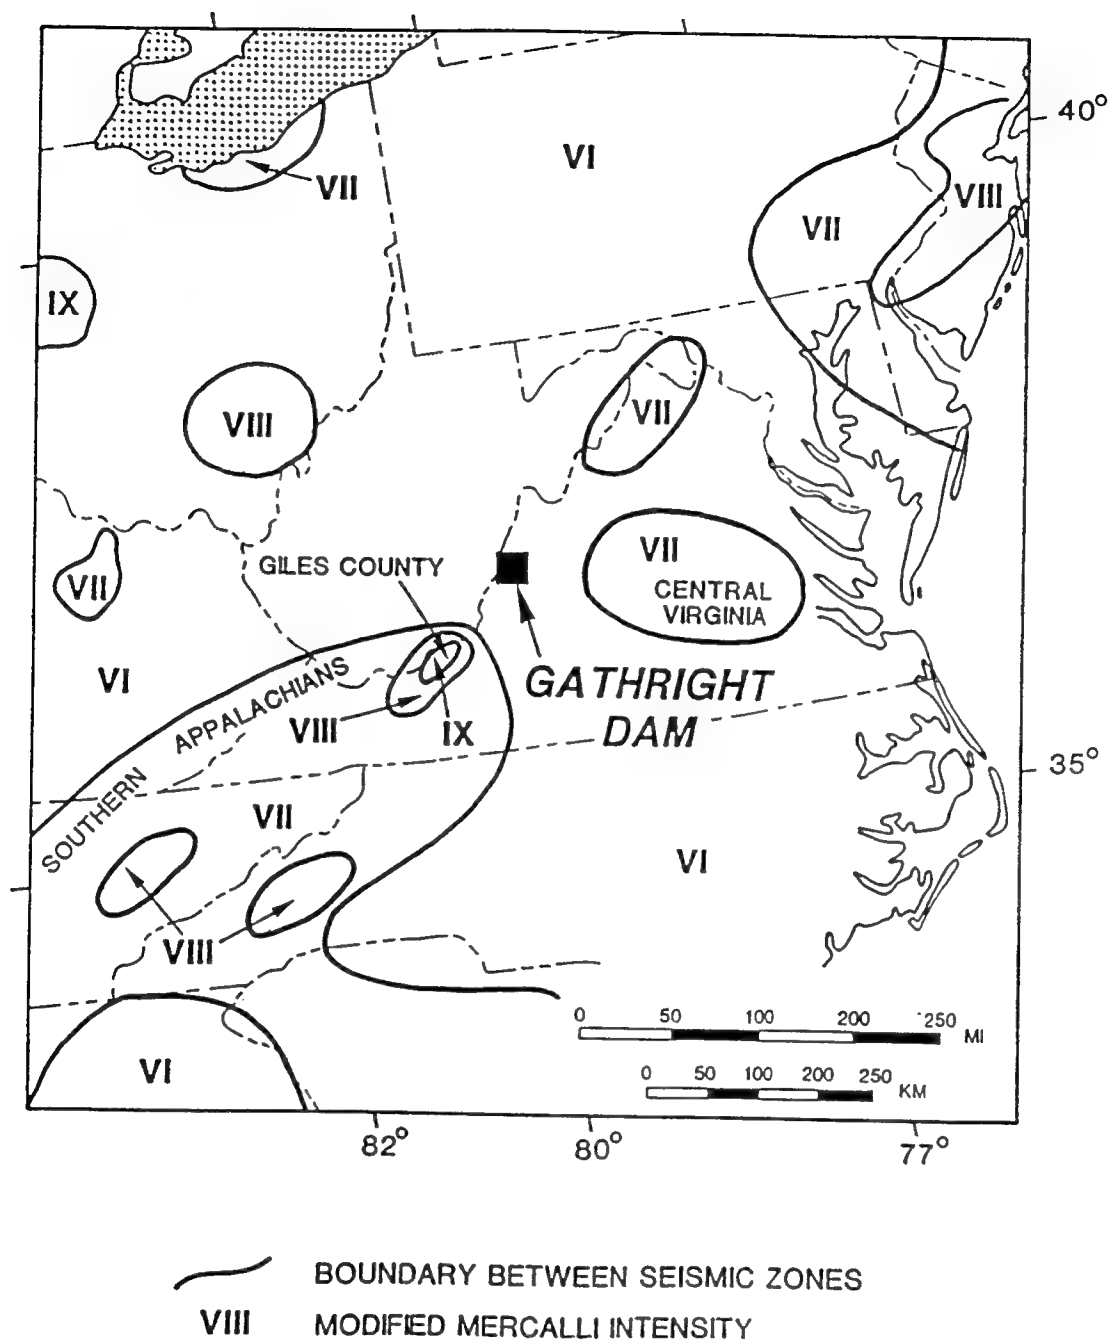 40°
VI
VII
VIII
VII
IX
VIII
VII
VII
GILES COUNTY
VII
CENTRAL
VIRGINIA
VI
APPALACHIANS
GATHRIGHT
DAM
VIII
IX
35°
SOUTHERN
VII
VI
VIII
0 50 100 200 250 MI
VI
0 50 100 200 250 KM
82° 80° 77°
BOUNDARY BETWEEN SEISMIC ZONES
VIII MODIFIED MERCALLI INTENSITY